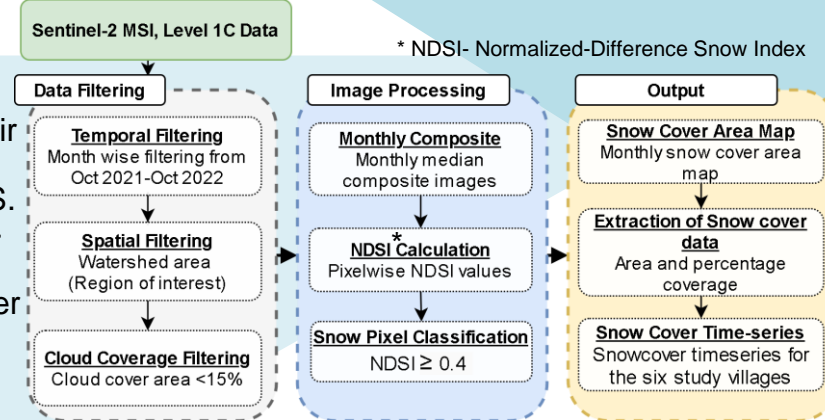 Sentinel-2 MSI, Level 1C Data
* NDSI- Normalized-Difference Snow Index
Data Filtering
Temporal Filtering
Month wise filtering from
Oct 2021-Oct 2022
Spatial Filtering
Watershed area
(Region of interest)
Cloud Coverage Filtering
Cloud cover area <15%
Image Processing
Monthly Composite
Monthly median
composite images
*
NDSI Calculation
Pixelwise NDSI values
Snow Pixel Classification
NDSI ≥ 0.4
Output
Snow Cover Area Map
Monthly snow cover area
map
Extraction of Snow cover
data
Area and percentage
coverage
Snow Cover Time-series
Snowcover timeseries for
the six study villages